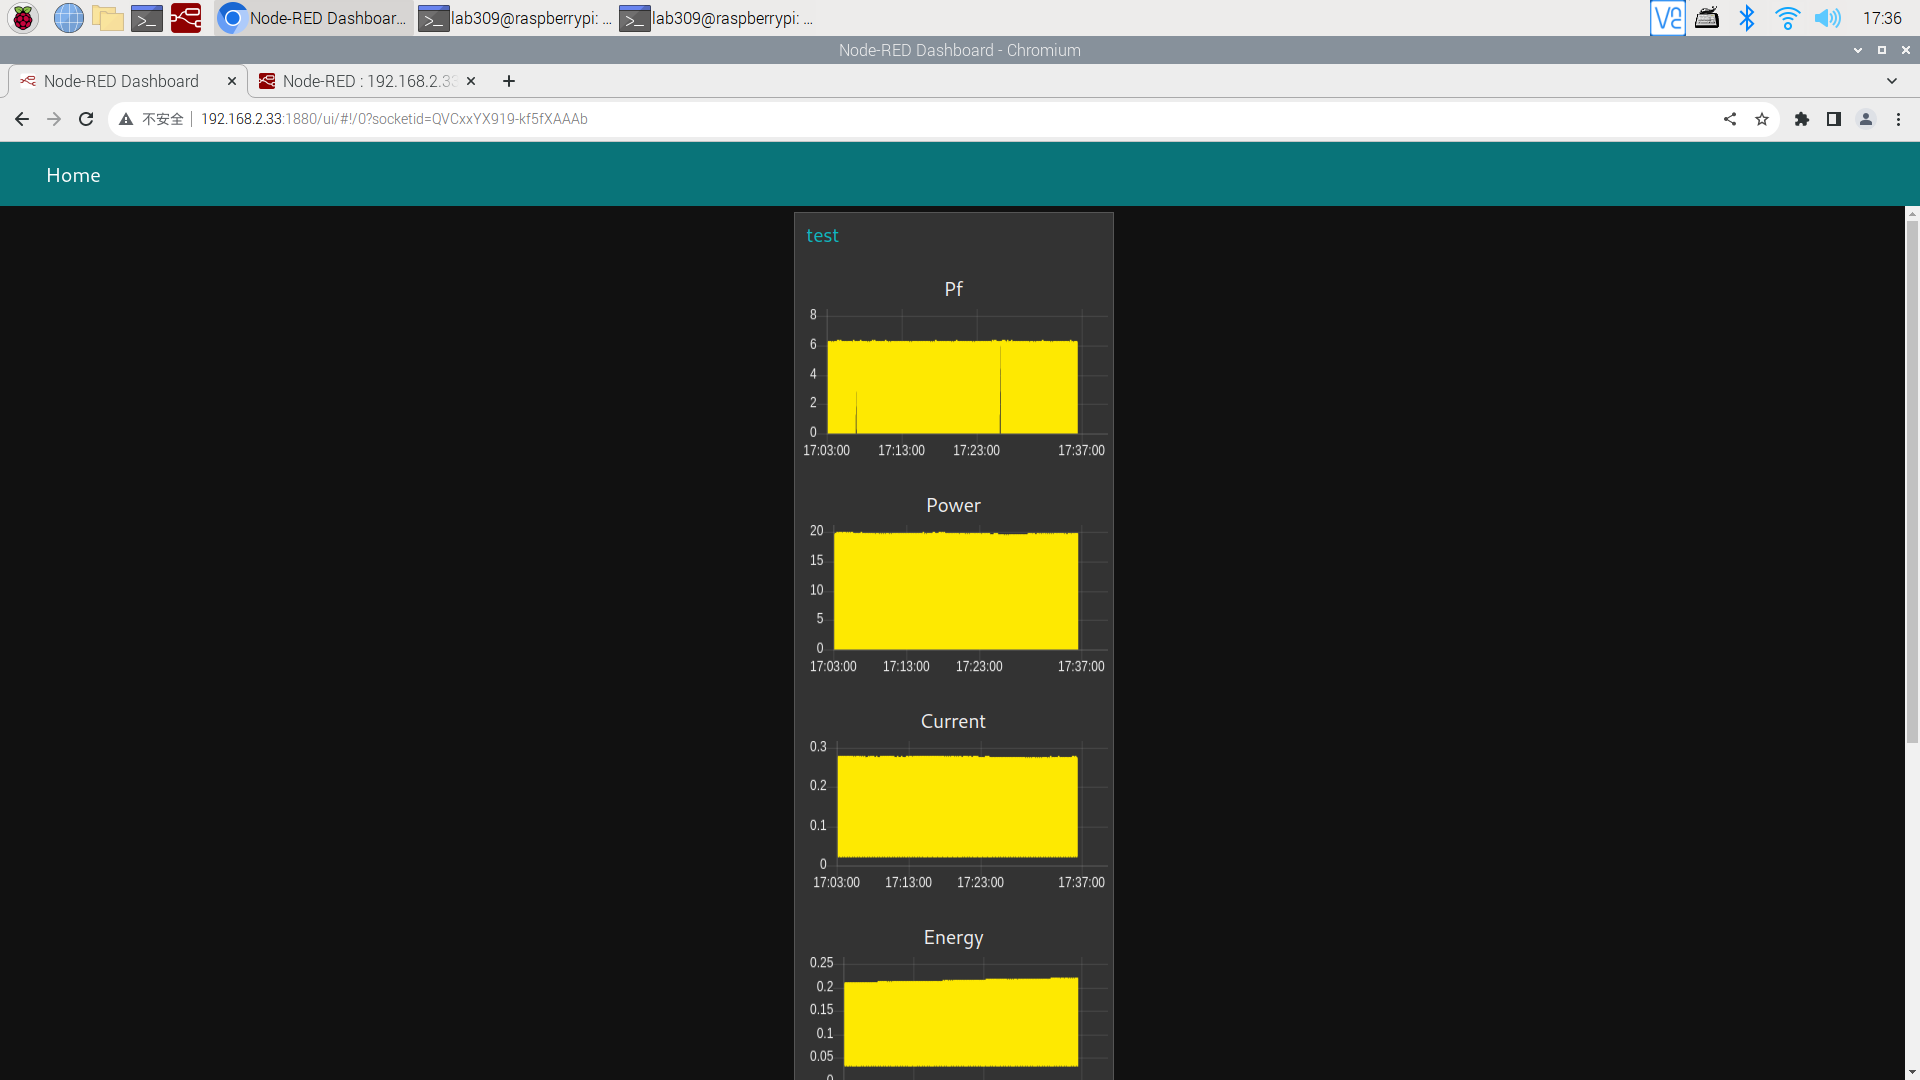 Node-RED Dashboar...
lab309@raspberrypi: ...
lab309@raspberrypi: ...
17:36
Node-RED Dashboard - Chromium
Node-RED Dashboard
Node-RED : 192.168.2.33
不安全
192.168.2.33:1880/ui/#!/0?socketid=QVCxxYX919-kf5fXAAAb
Home
test
Pf
8
6
4
2
0
17:03:00 17:13:00 17:23:00 17:37:00
Power
20
15
10
5
0
17:03:00 17:13:00 17:23:00 17:37:00
Current
0.3
0.2
0.1
0
17:03:00 17:13:00 17:23:00 17:37:00
Energy
0.25
0.2
0.15
0.1
0.05
0